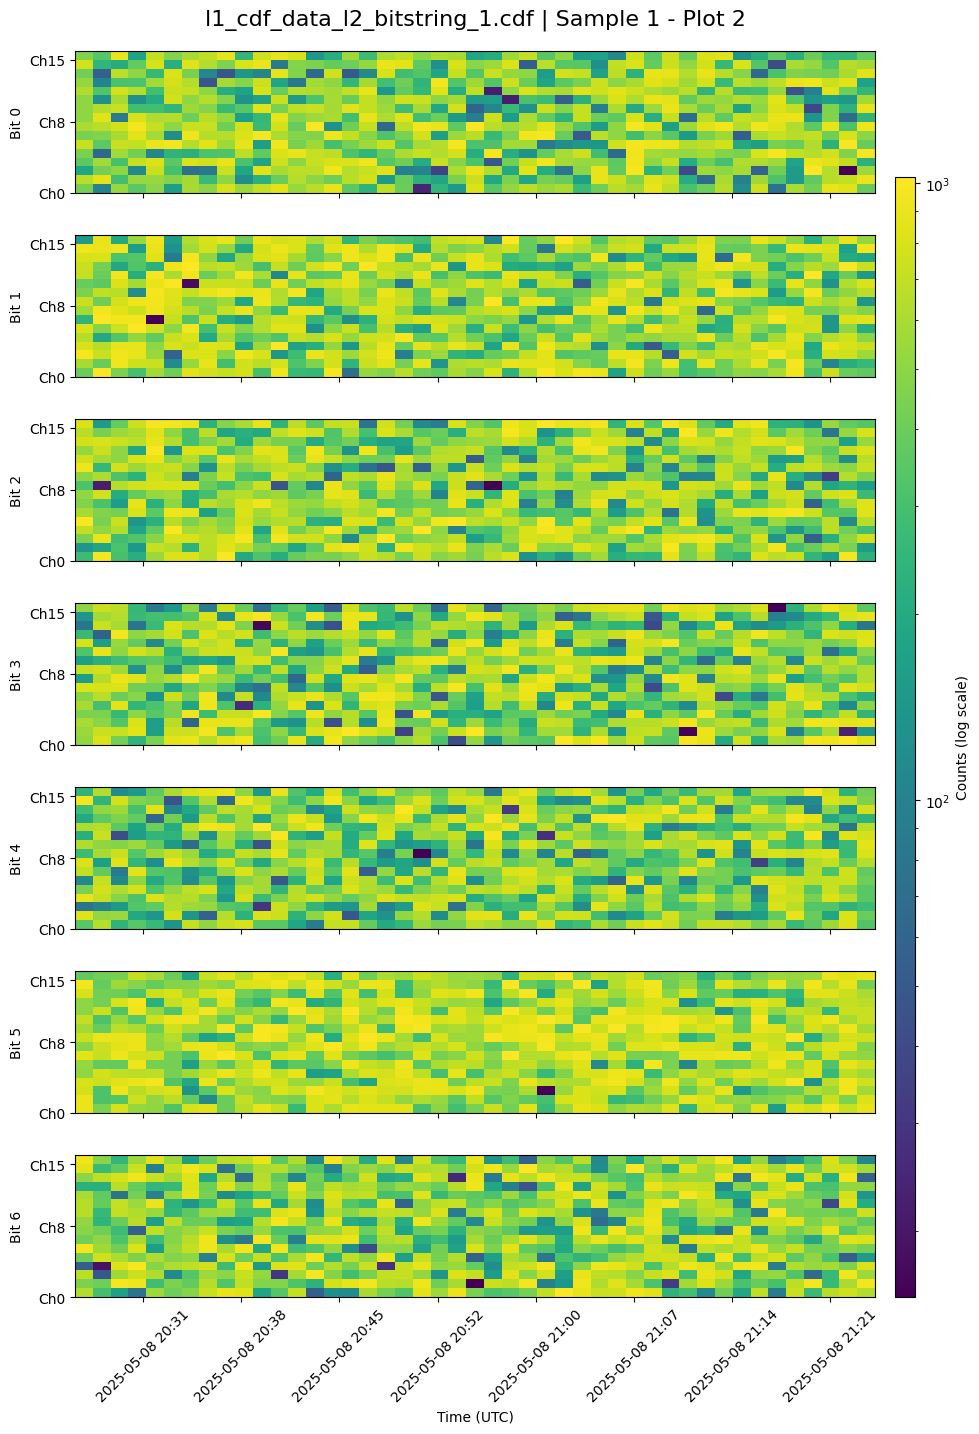 l1_cdf_data_l2_bitstring_1.cdf | Sample 1 - Plot 2
Bit 0
Ch15
Ch8
Ch0
Bit 1
Ch15
Ch8
Ch0
Bit 2
Ch15
Ch8
Ch0
Bit 3
Ch15
Ch8
Ch0
Bit 4
Ch15
Ch8
Ch0
Bit 5
Ch15
Ch8
Ch0
Bit 6
Ch15
Ch8
Ch0
2025-05-08 20:31
2025-05-08 20:38
2025-05-08 20:45
2025-05-08 20:52
2025-05-08 21:00
2025-05-08 21:07
2025-05-08 21:14
2025-05-08 21:21
Time (UTC)
10³
10²
Counts (log scale)